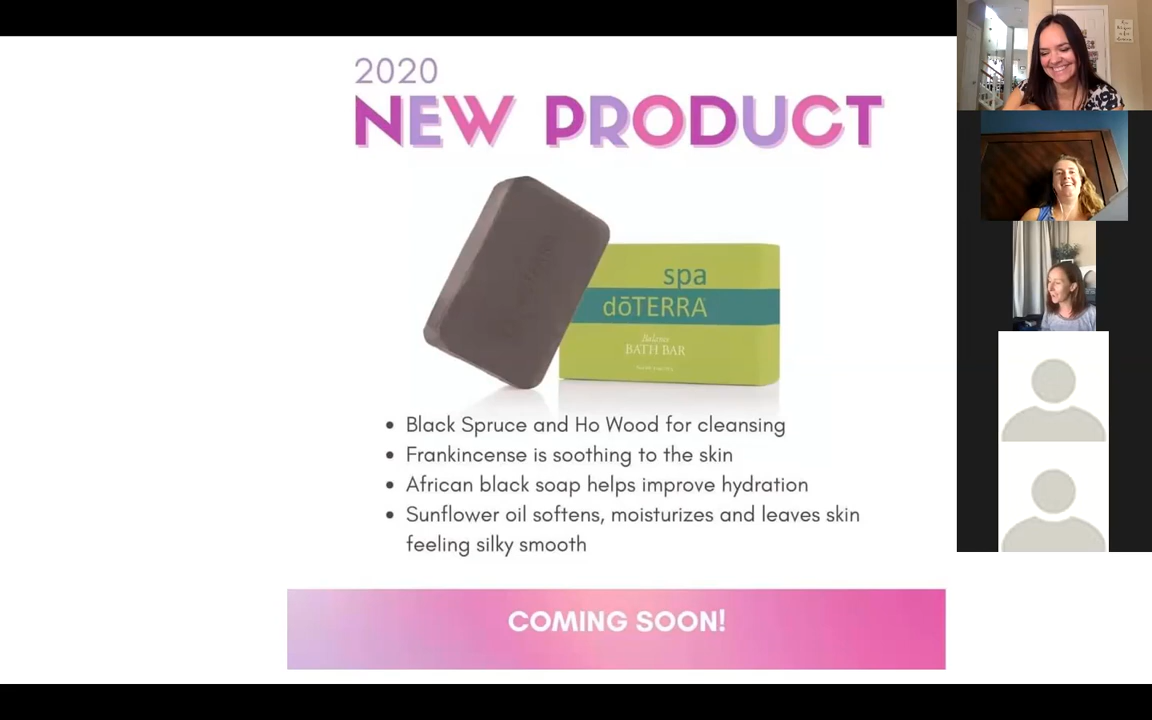 2020
NEW PRODUCT
spa
dōTERRA
Balance
BATH BAR
Black Spruce and Ho Wood for cleansing
Frankincense is soothing to the skin
African black soap helps improve hydration
Sunflower oil softens, moisturizes and leaves skin
feeling silky smooth
COMING SOON!